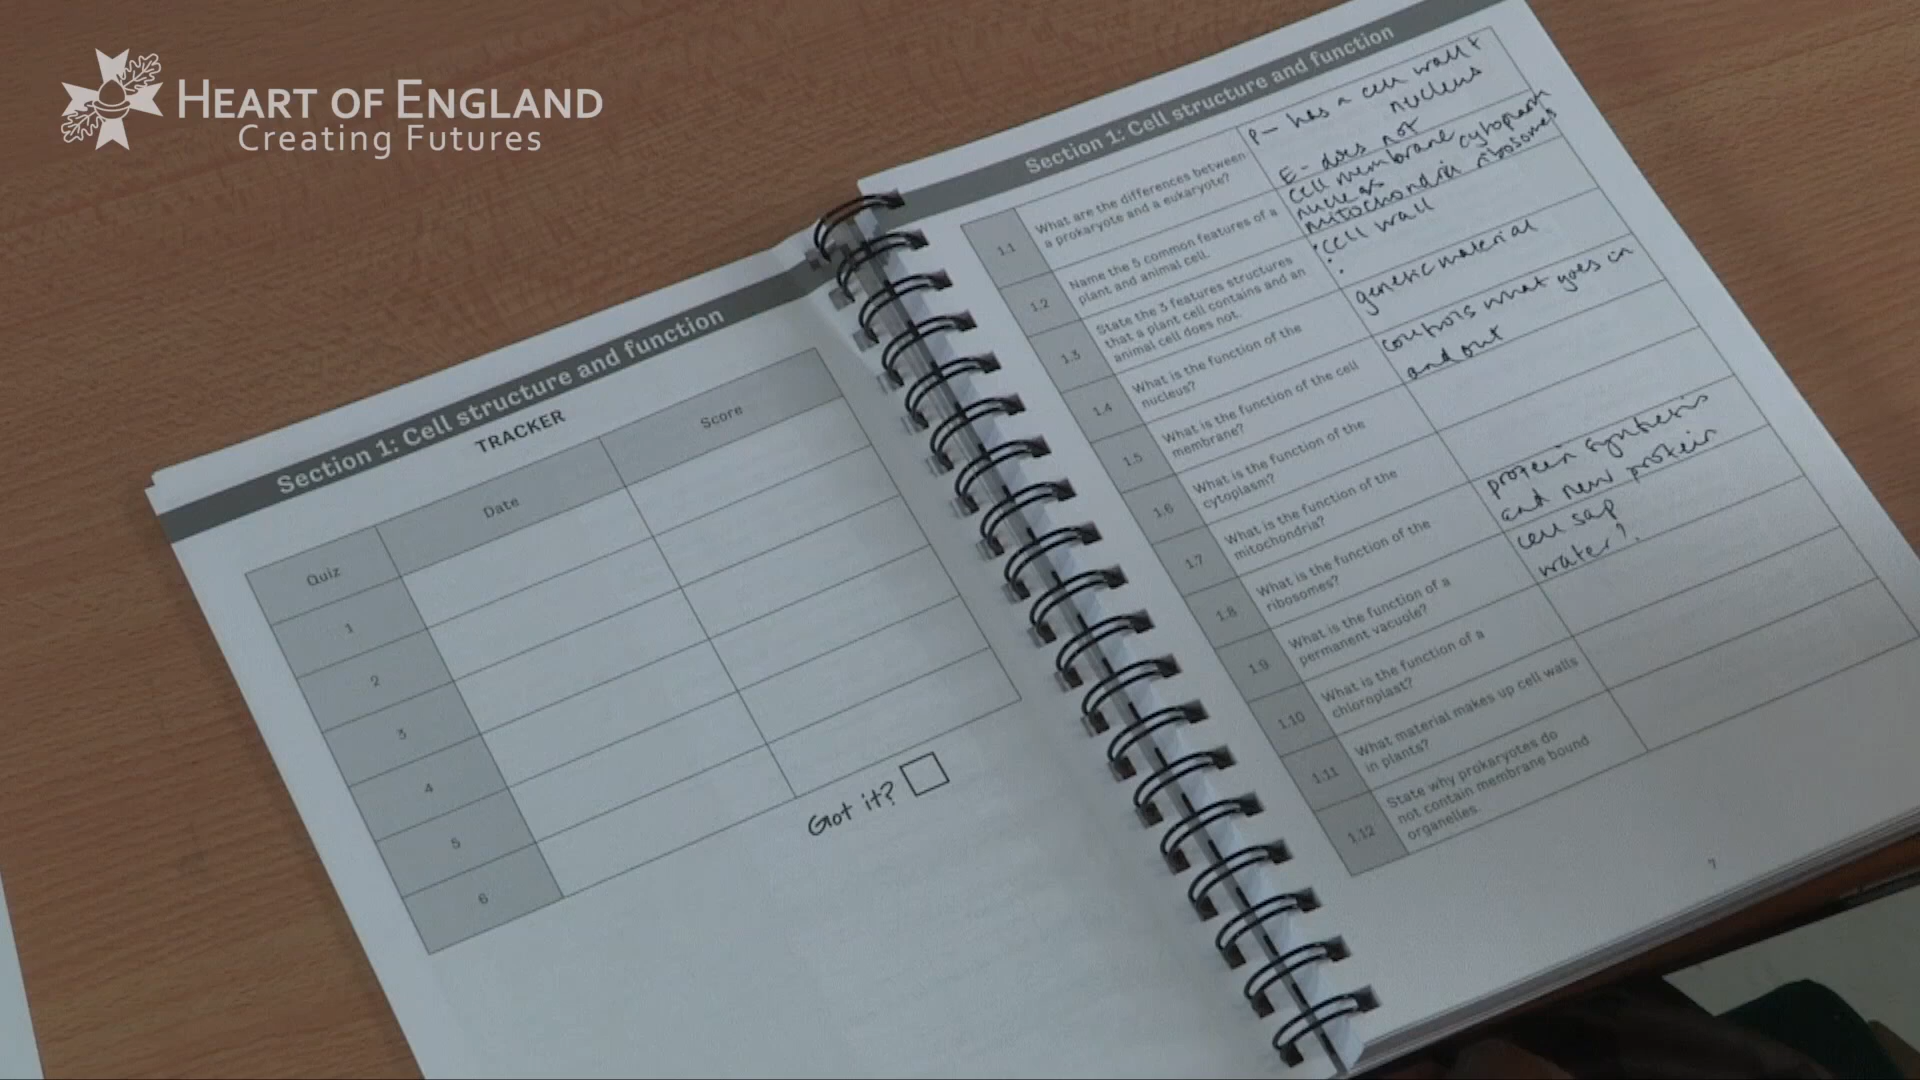 HEART OF ENGLAND
Creating Futures
Section 1: Cell structure and function
TRACKER
Quiz
Date
Score
1
2
3
4
5
6
Got it?
Section 1: Cell structure and function
1.1
What are the differences between
a prokaryote and a eukaryote?
P- has a cell wall +
nucleus
E- does not
1.2
Name the 5 common features of a
plant and animal cell.
cell membrane cytoplasm
mitochondria ribosomes
1.3
State the 3 features structures
that a plant cell contains and an
animal cell does not.
• cell wall
•
•
1.4
What is the function of the
nucleus?
genetic material
1.5
What is the function of the cell
membrane?
controls what goes in
and out
1.6
What is the function of the
cytoplasm?
1.7
What is the function of the
mitochondria?
1.8
What is the function of the
ribosomes?
protein synthesis
and new protein
1.9
What is the function of a
permanent vacuole?
cell sap
water?
1.10
What is the function of a
chloroplast?
1.11
What material makes up cell walls
in plants?
1.12
State why prokaryotes do
not contain membrane bound
organelles.
7